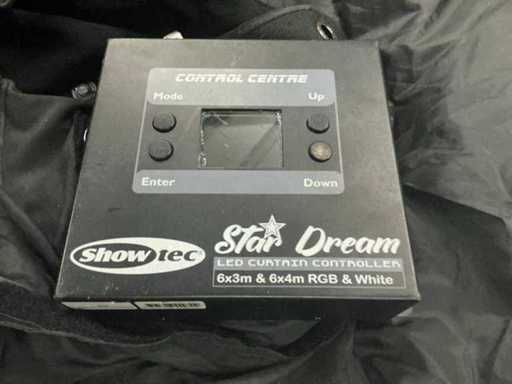 CONTROL CENTRE
Mode Up
Enter Down
Showtec
Star Dream
LED CURTAIN CONTROLLER
6x3m & 6x4m RGB & White